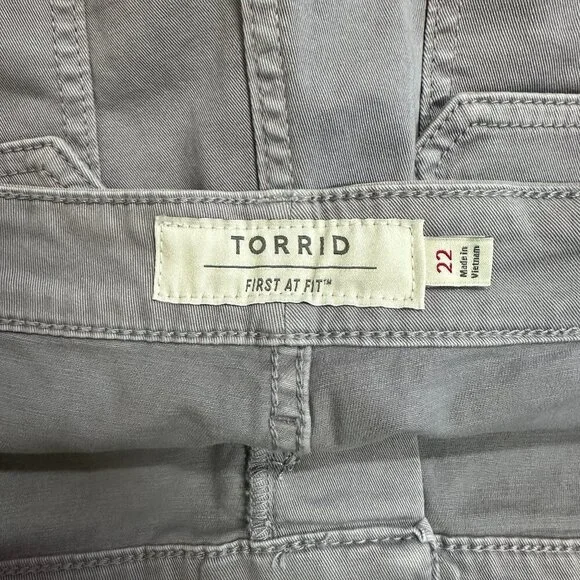 TORRID
FIRST AT FIT™
22
Made in
Vietnam